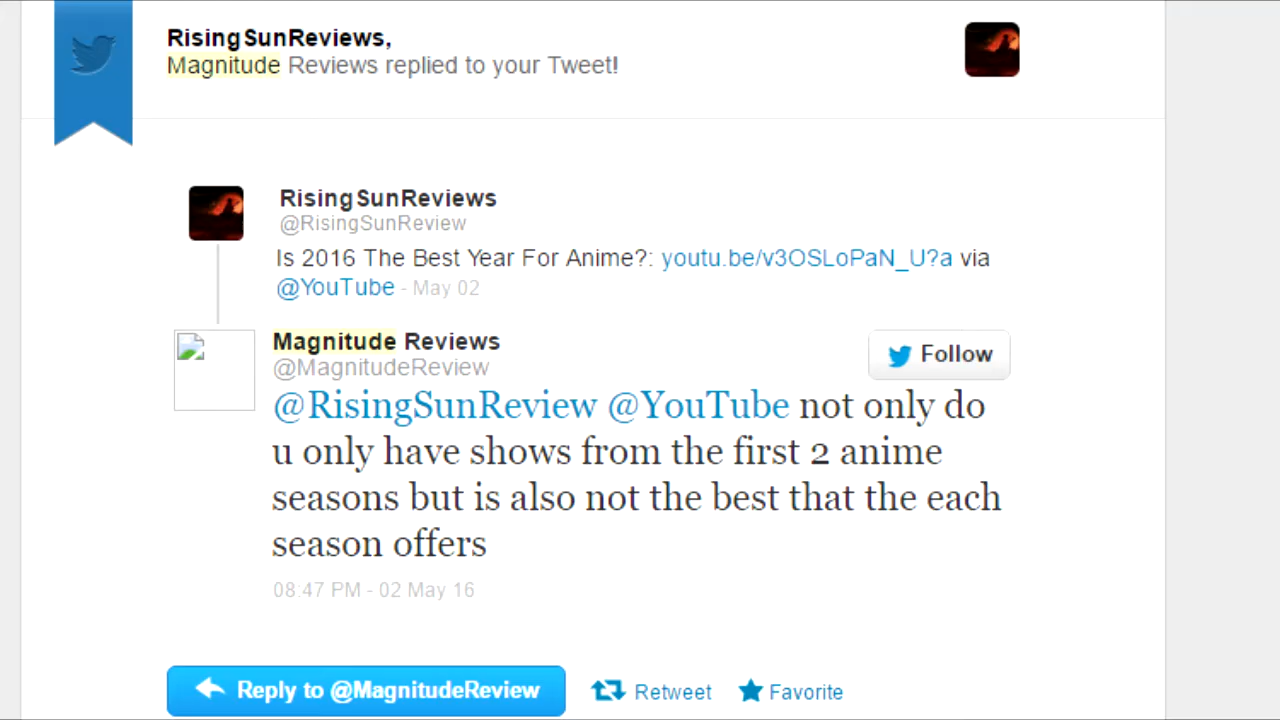 RisingSunReviews,
Magnitude Reviews replied to your Tweet!
RisingSunReviews
@RisingSunReview
Is 2016 The Best Year For Anime?: youtu.be/v3OSLoPaN_U?a via
@YouTube - May 02
Magnitude Reviews
@MagnitudeReview
Follow
@RisingSunReview @YouTube not only do
u only have shows from the first 2 anime
seasons but is also not the best that the each
season offers
08:47 PM - 02 May 16
Reply to @MagnitudeReview Retweet Favorite